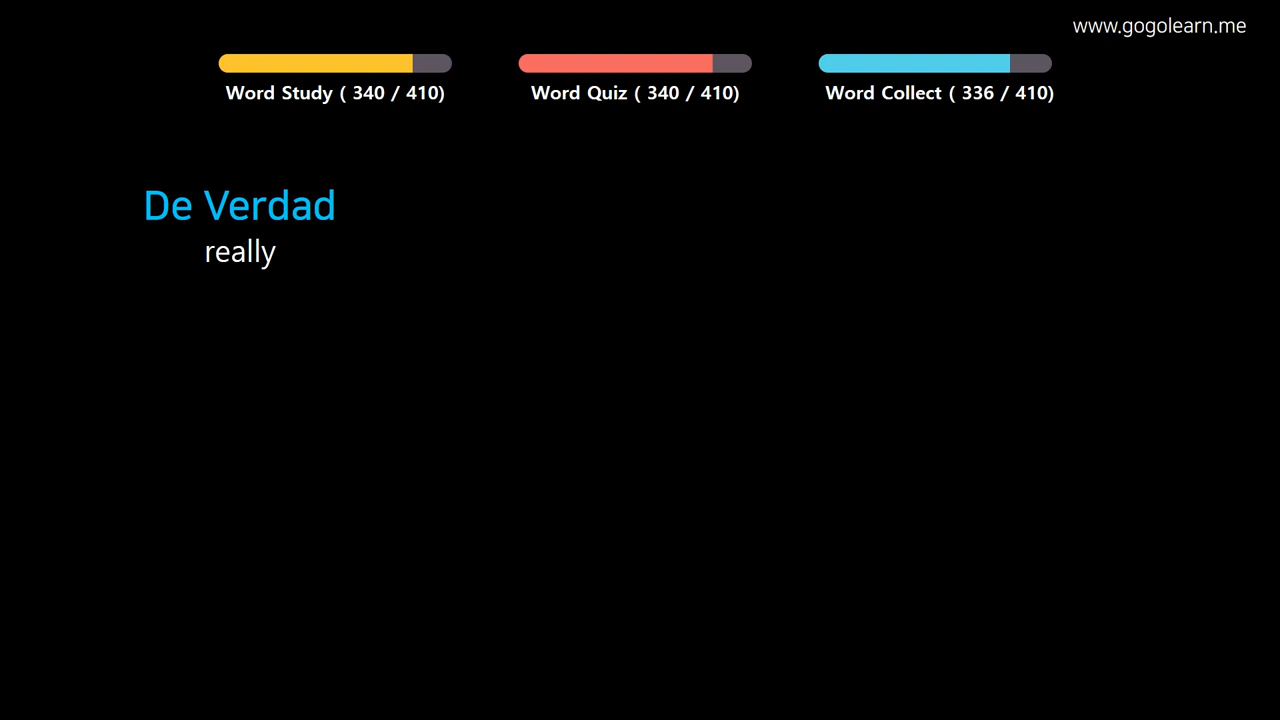 www.gogolearn.me
Word Study ( 340 / 410)
Word Quiz ( 340 / 410)
Word Collect ( 336 / 410)
De Verdad
really